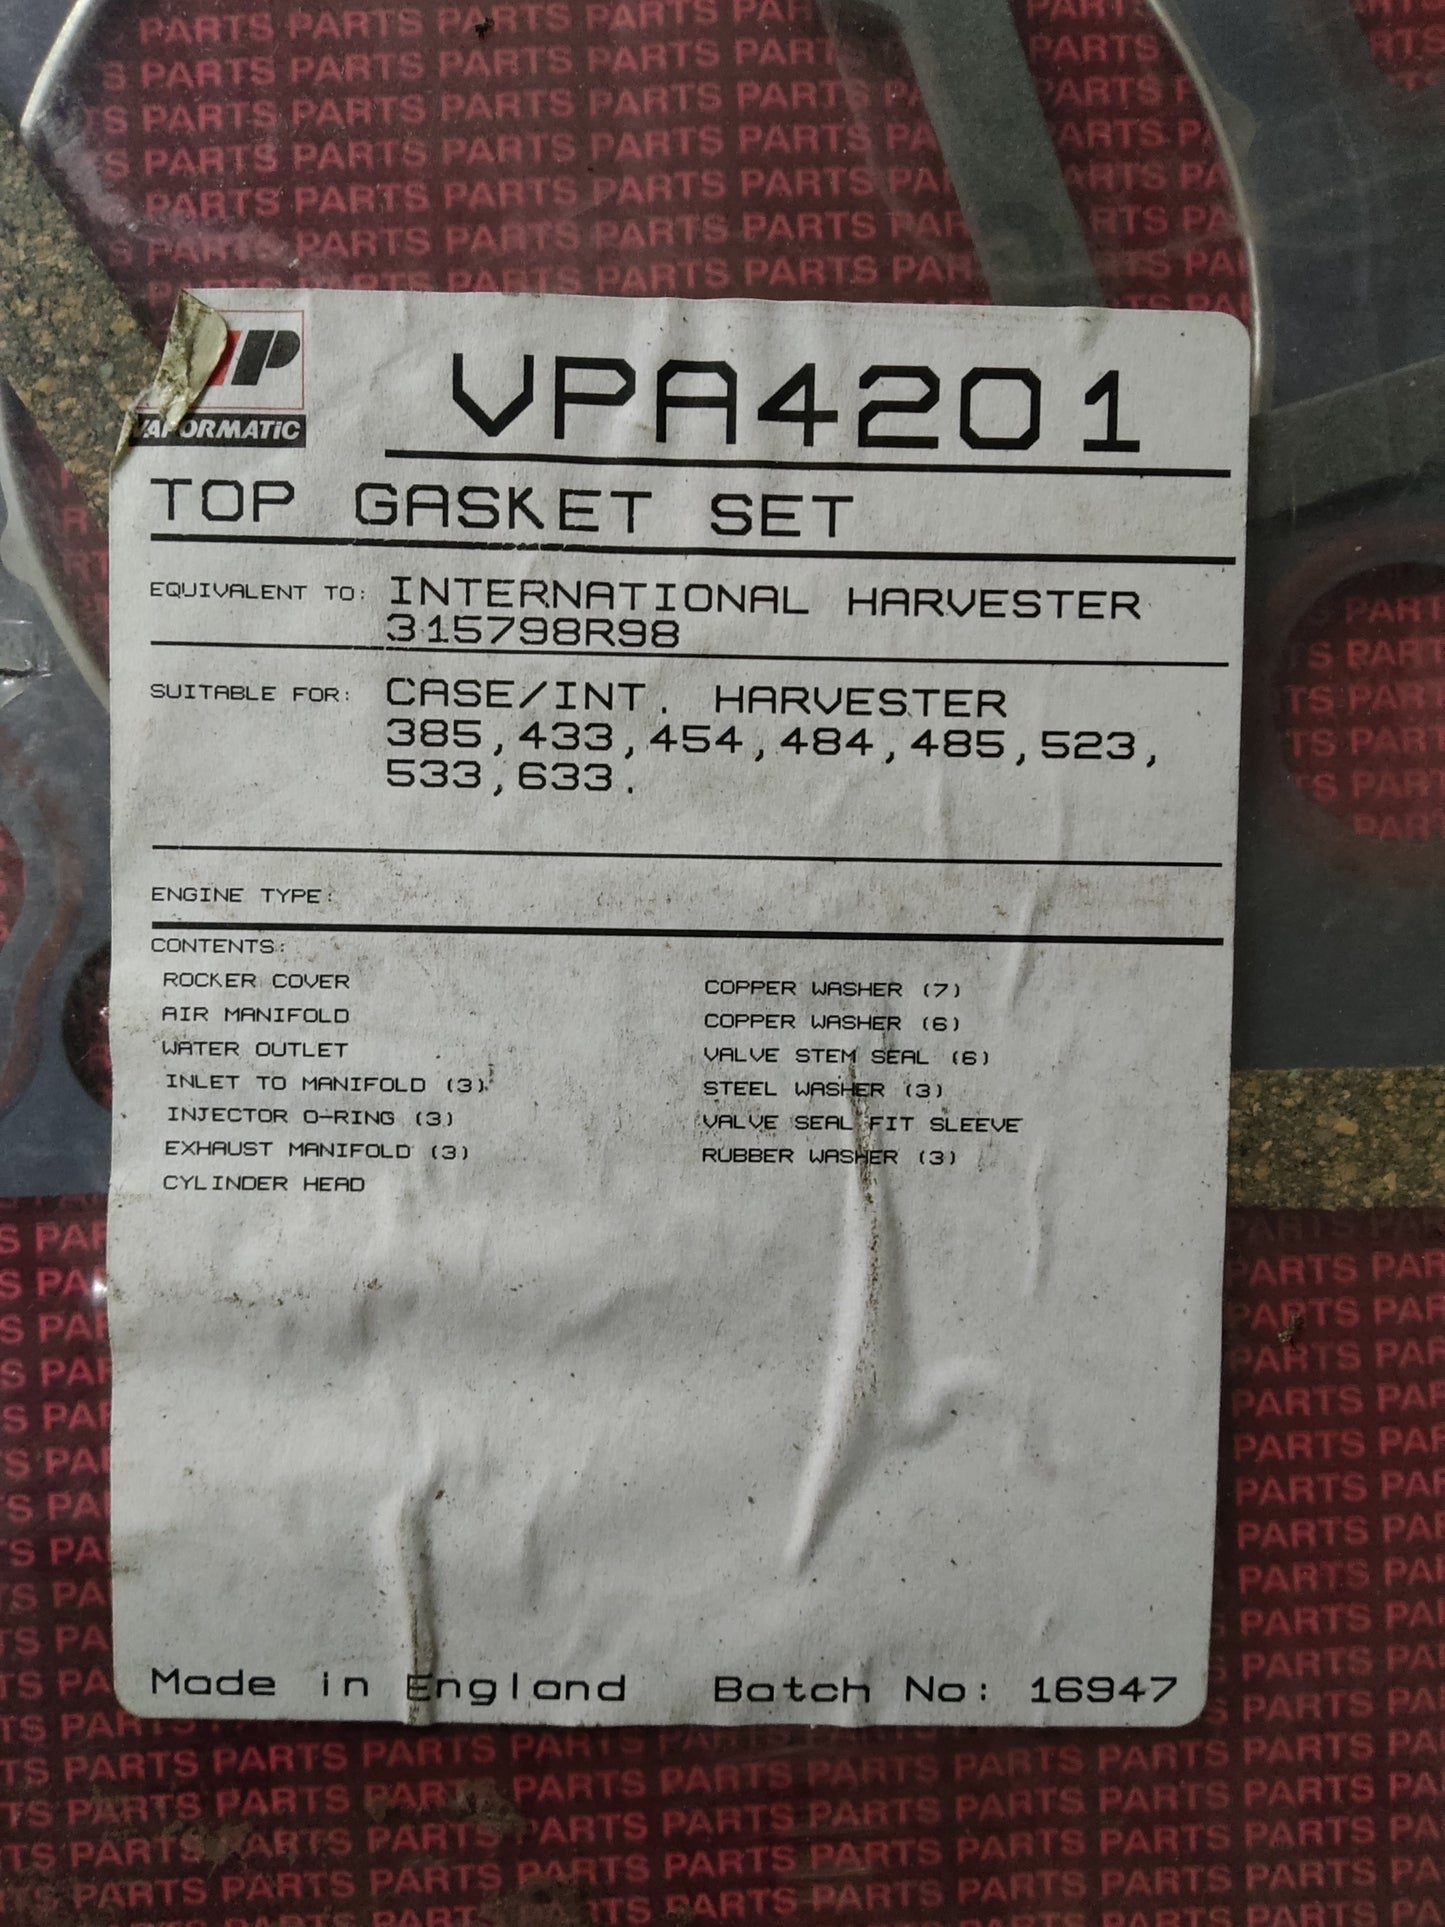 VAPORMATIC
VPA4201
TOP GASKET SET
EQUIVALENT TO: INTERNATIONAL HARVESTER
315798R98
SUITABLE FOR: CASE/INT. HARVESTER
385,433,454,484,485,523,
533,633.
ENGINE TYPE:
CONTENTS:
ROCKER COVER
AIR MANIFOLD
WATER OUTLET
INLET TO MANIFOLD (3)
INJECTOR O-RING (3)
EXHAUST MANIFOLD (3)
CYLINDER HEAD
COPPER WASHER (7)
COPPER WASHER (6)
VALVE STEM SEAL (6)
STEEL WASHER (3)
VALVE SEAL FIT SLEEVE
RUBBER WASHER (3)
Made in England Batch No: 16947